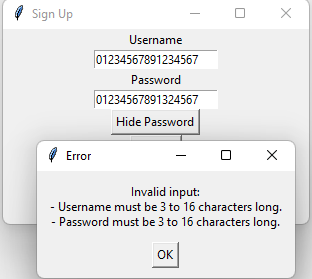 Sign Up
Username
01234567891234567
Password
01234567891324567
Hide Password
Error
Invalid input:
- Username must be 3 to 16 characters long.
- Password must be 3 to 16 characters long.
OK